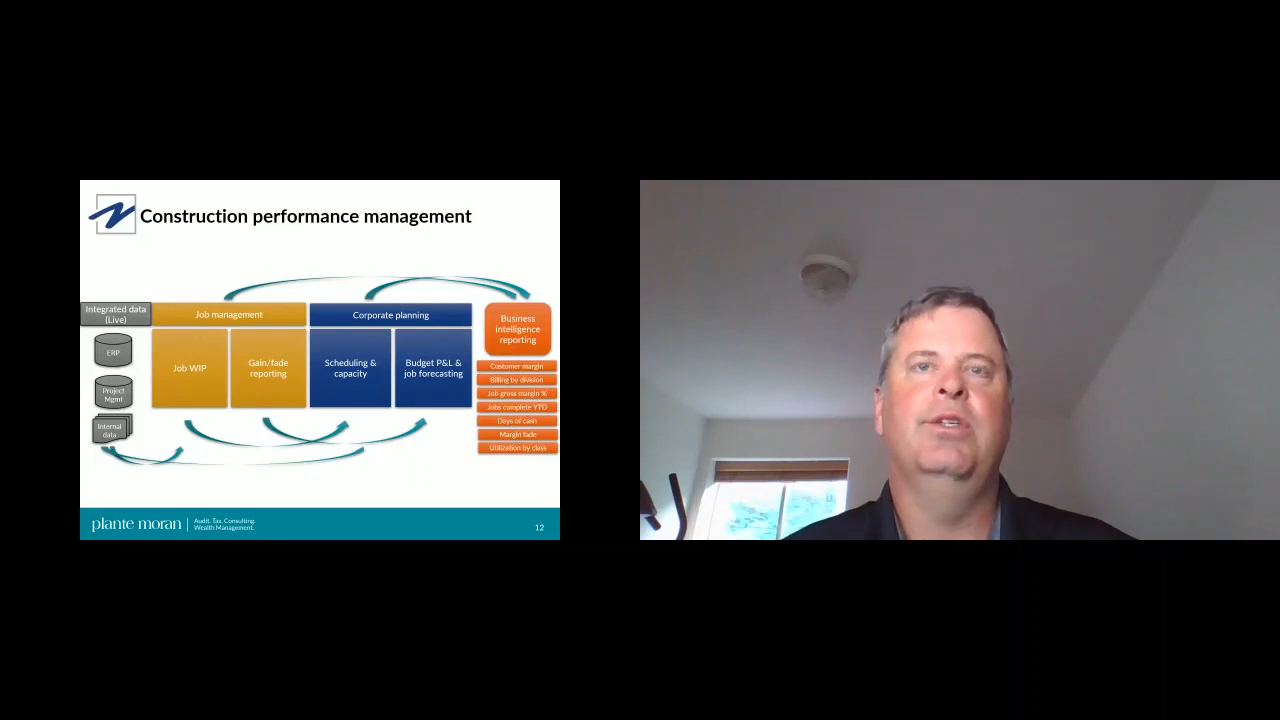 Construction performance management
Integrated data
(Live)
Job management
Corporate planning
Business
intelligence
reporting
ERP
Project
Mgmt
Internal
data
Job WIP
Gain/fade
reporting
Scheduling &
capacity
Budget P&L &
job forecasting
Customer margin
Billing by division
Job gross margin %
Jobs complete YTD
Days of cash
Margin fade
Utilization by class
plante moran
Audit. Tax. Consulting.
Wealth Management.
12